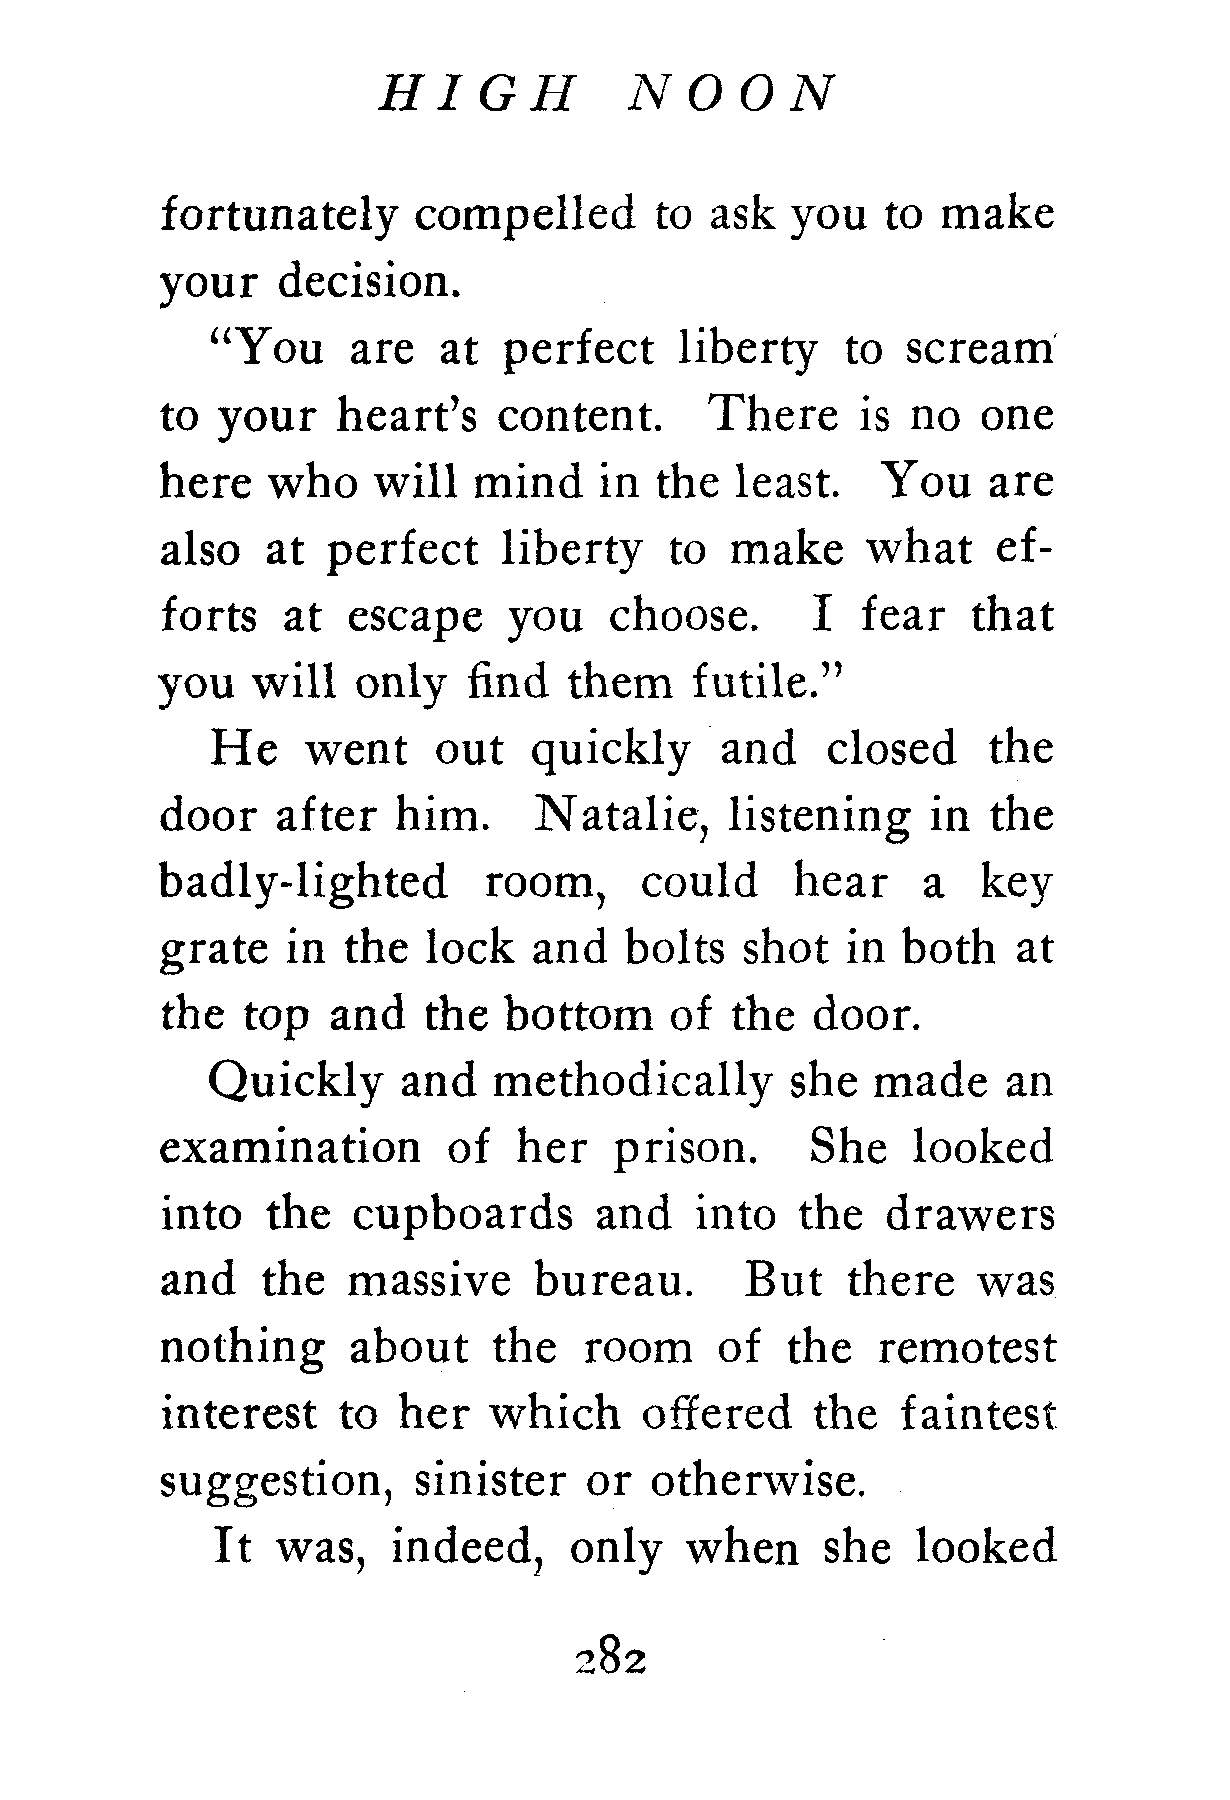 HIGH NOON
fortunately compelled to ask you to make
your decision.
“You are at perfect liberty to scream
to your heart’s content. There is no one
here who will mind in the least. You are
also at perfect liberty to make what ef-
forts at escape you choose. I fear that
you will only find them futile.”
He went out quickly and closed the
door after him. Natalie, listening in the
badly-lighted room, could hear a key
grate in the lock and bolts shot in both at
the top and the bottom of the door.
Quickly and methodically she made an
examination of her prison. She looked
into the cupboards and into the drawers
and the massive bureau. But there was
nothing about the room of the remotest
interest to her which offered the faintest
suggestion, sinister or otherwise.
It was, indeed, only when she looked
282